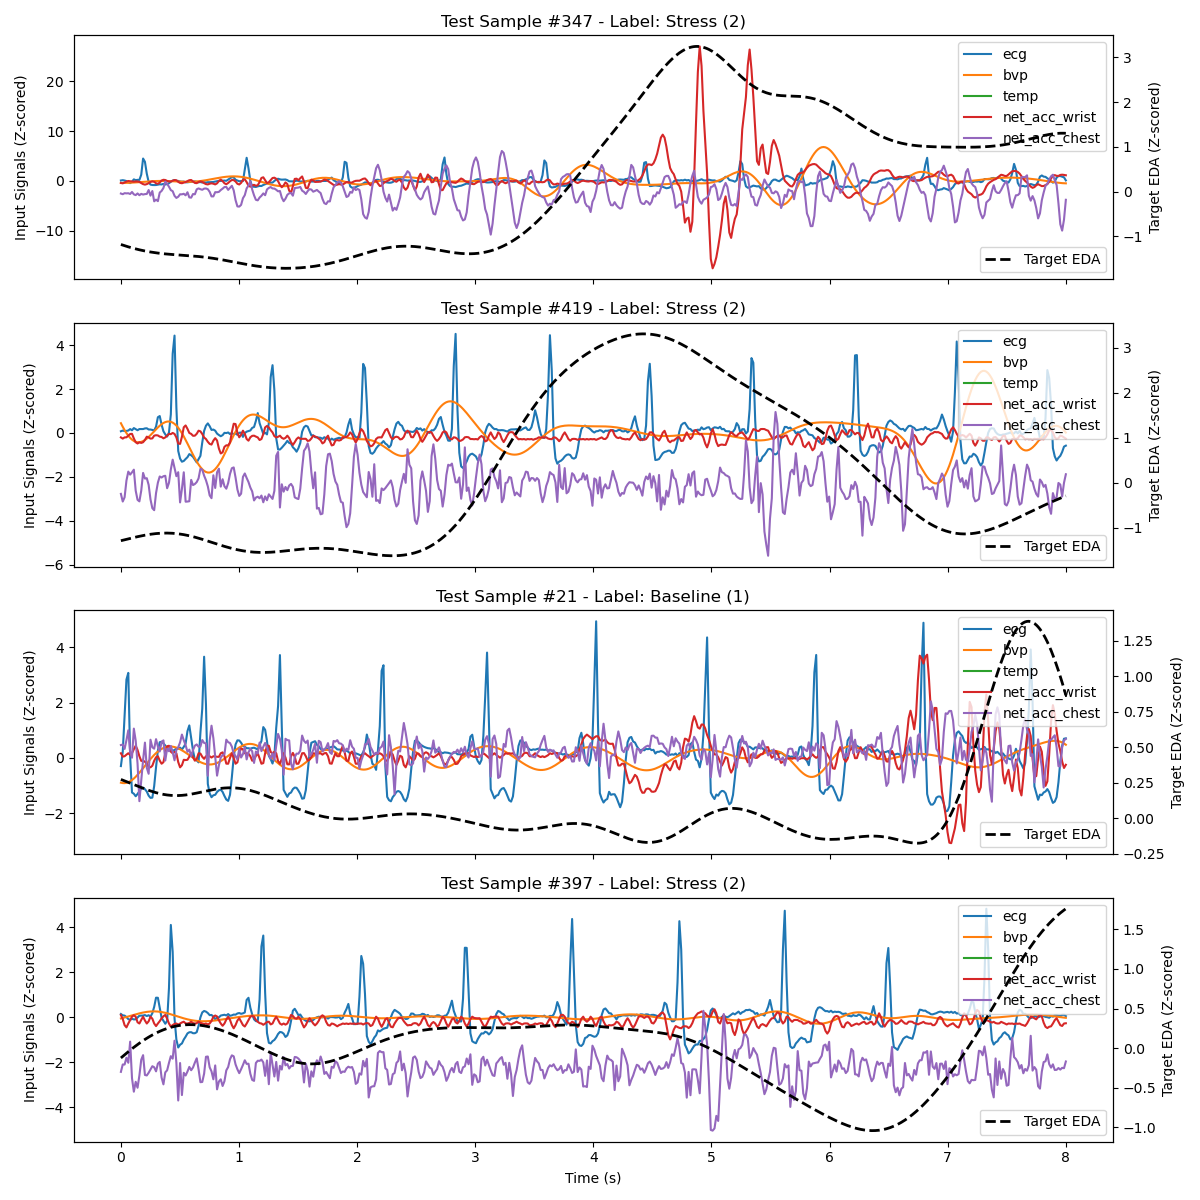 Test Sample #347 - Label: Stress (2)
Input Signals (Z-scored)
20
10
0
−10
ecg
bvp
temp
net_acc_wrist
net_acc_chest
Target EDA
3
2
1
0
−1
Target EDA (Z-scored)
Test Sample #419 - Label: Stress (2)
Input Signals (Z-scored)
4
2
0
−2
−4
−6
ecg
bvp
temp
net_acc_wrist
net_acc_chest
Target EDA
3
2
1
0
−1
Target EDA (Z-scored)
Test Sample #21 - Label: Baseline (1)
Input Signals (Z-scored)
4
2
0
−2
ecg
bvp
temp
net_acc_wrist
net_acc_chest
Target EDA
1.25
1.00
0.75
0.50
0.25
0.00
−0.25
Target EDA (Z-scored)
Test Sample #397 - Label: Stress (2)
Input Signals (Z-scored)
4
2
0
−2
−4
ecg
bvp
temp
net_acc_wrist
net_acc_chest
Target EDA
1.5
1.0
0.5
0.0
−0.5
−1.0
Target EDA (Z-scored)
0 1 2 3 4 5 6 7 8
Time (s)